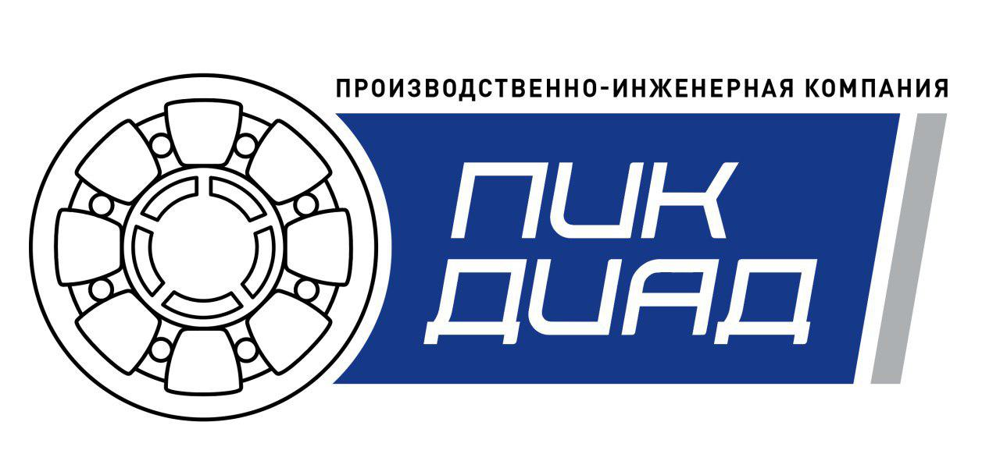 ПРОИЗВОДСТВЕННО-ИНЖЕНЕРНАЯ КОМПАНИЯ
ПИК
ДИАД